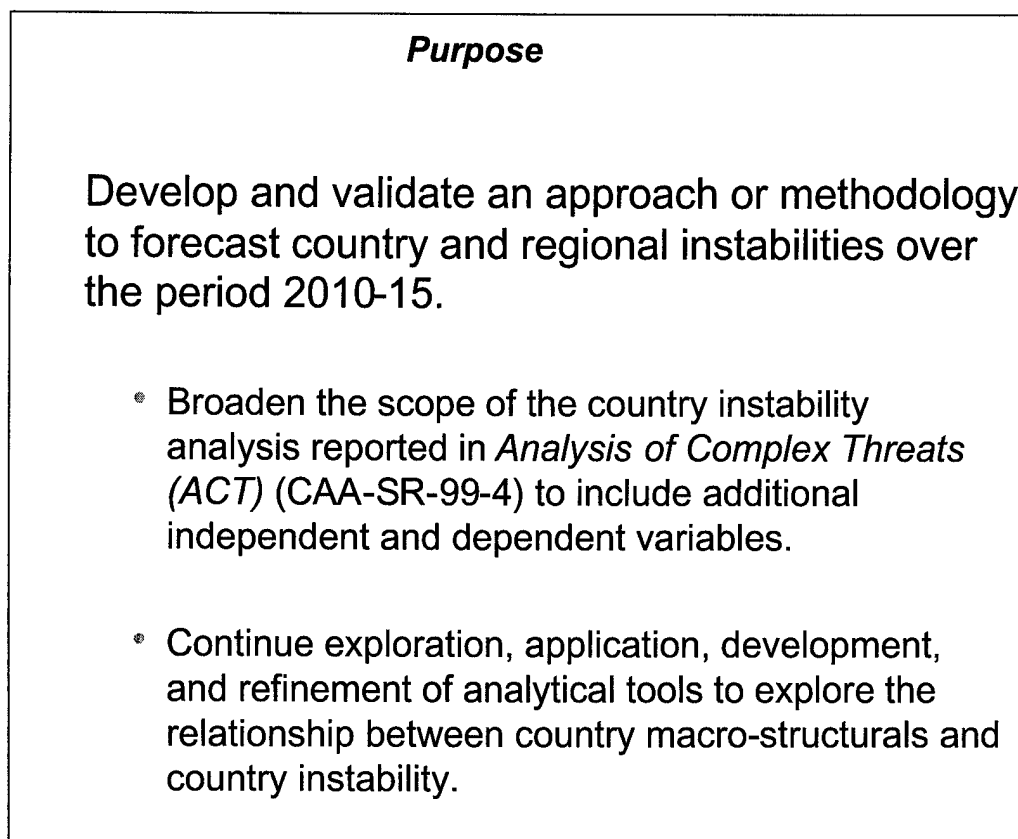 Purpose
Develop and validate an approach or methodology
to forecast country and regional instabilities over
the period 2010-15.
• Broaden the scope of the country instability
analysis reported in Analysis of Complex Threats
(ACT) (CAA-SR-99-4) to include additional
independent and dependent variables.
• Continue exploration, application, development,
and refinement of analytical tools to explore the
relationship between country macro-structurals and
country instability.